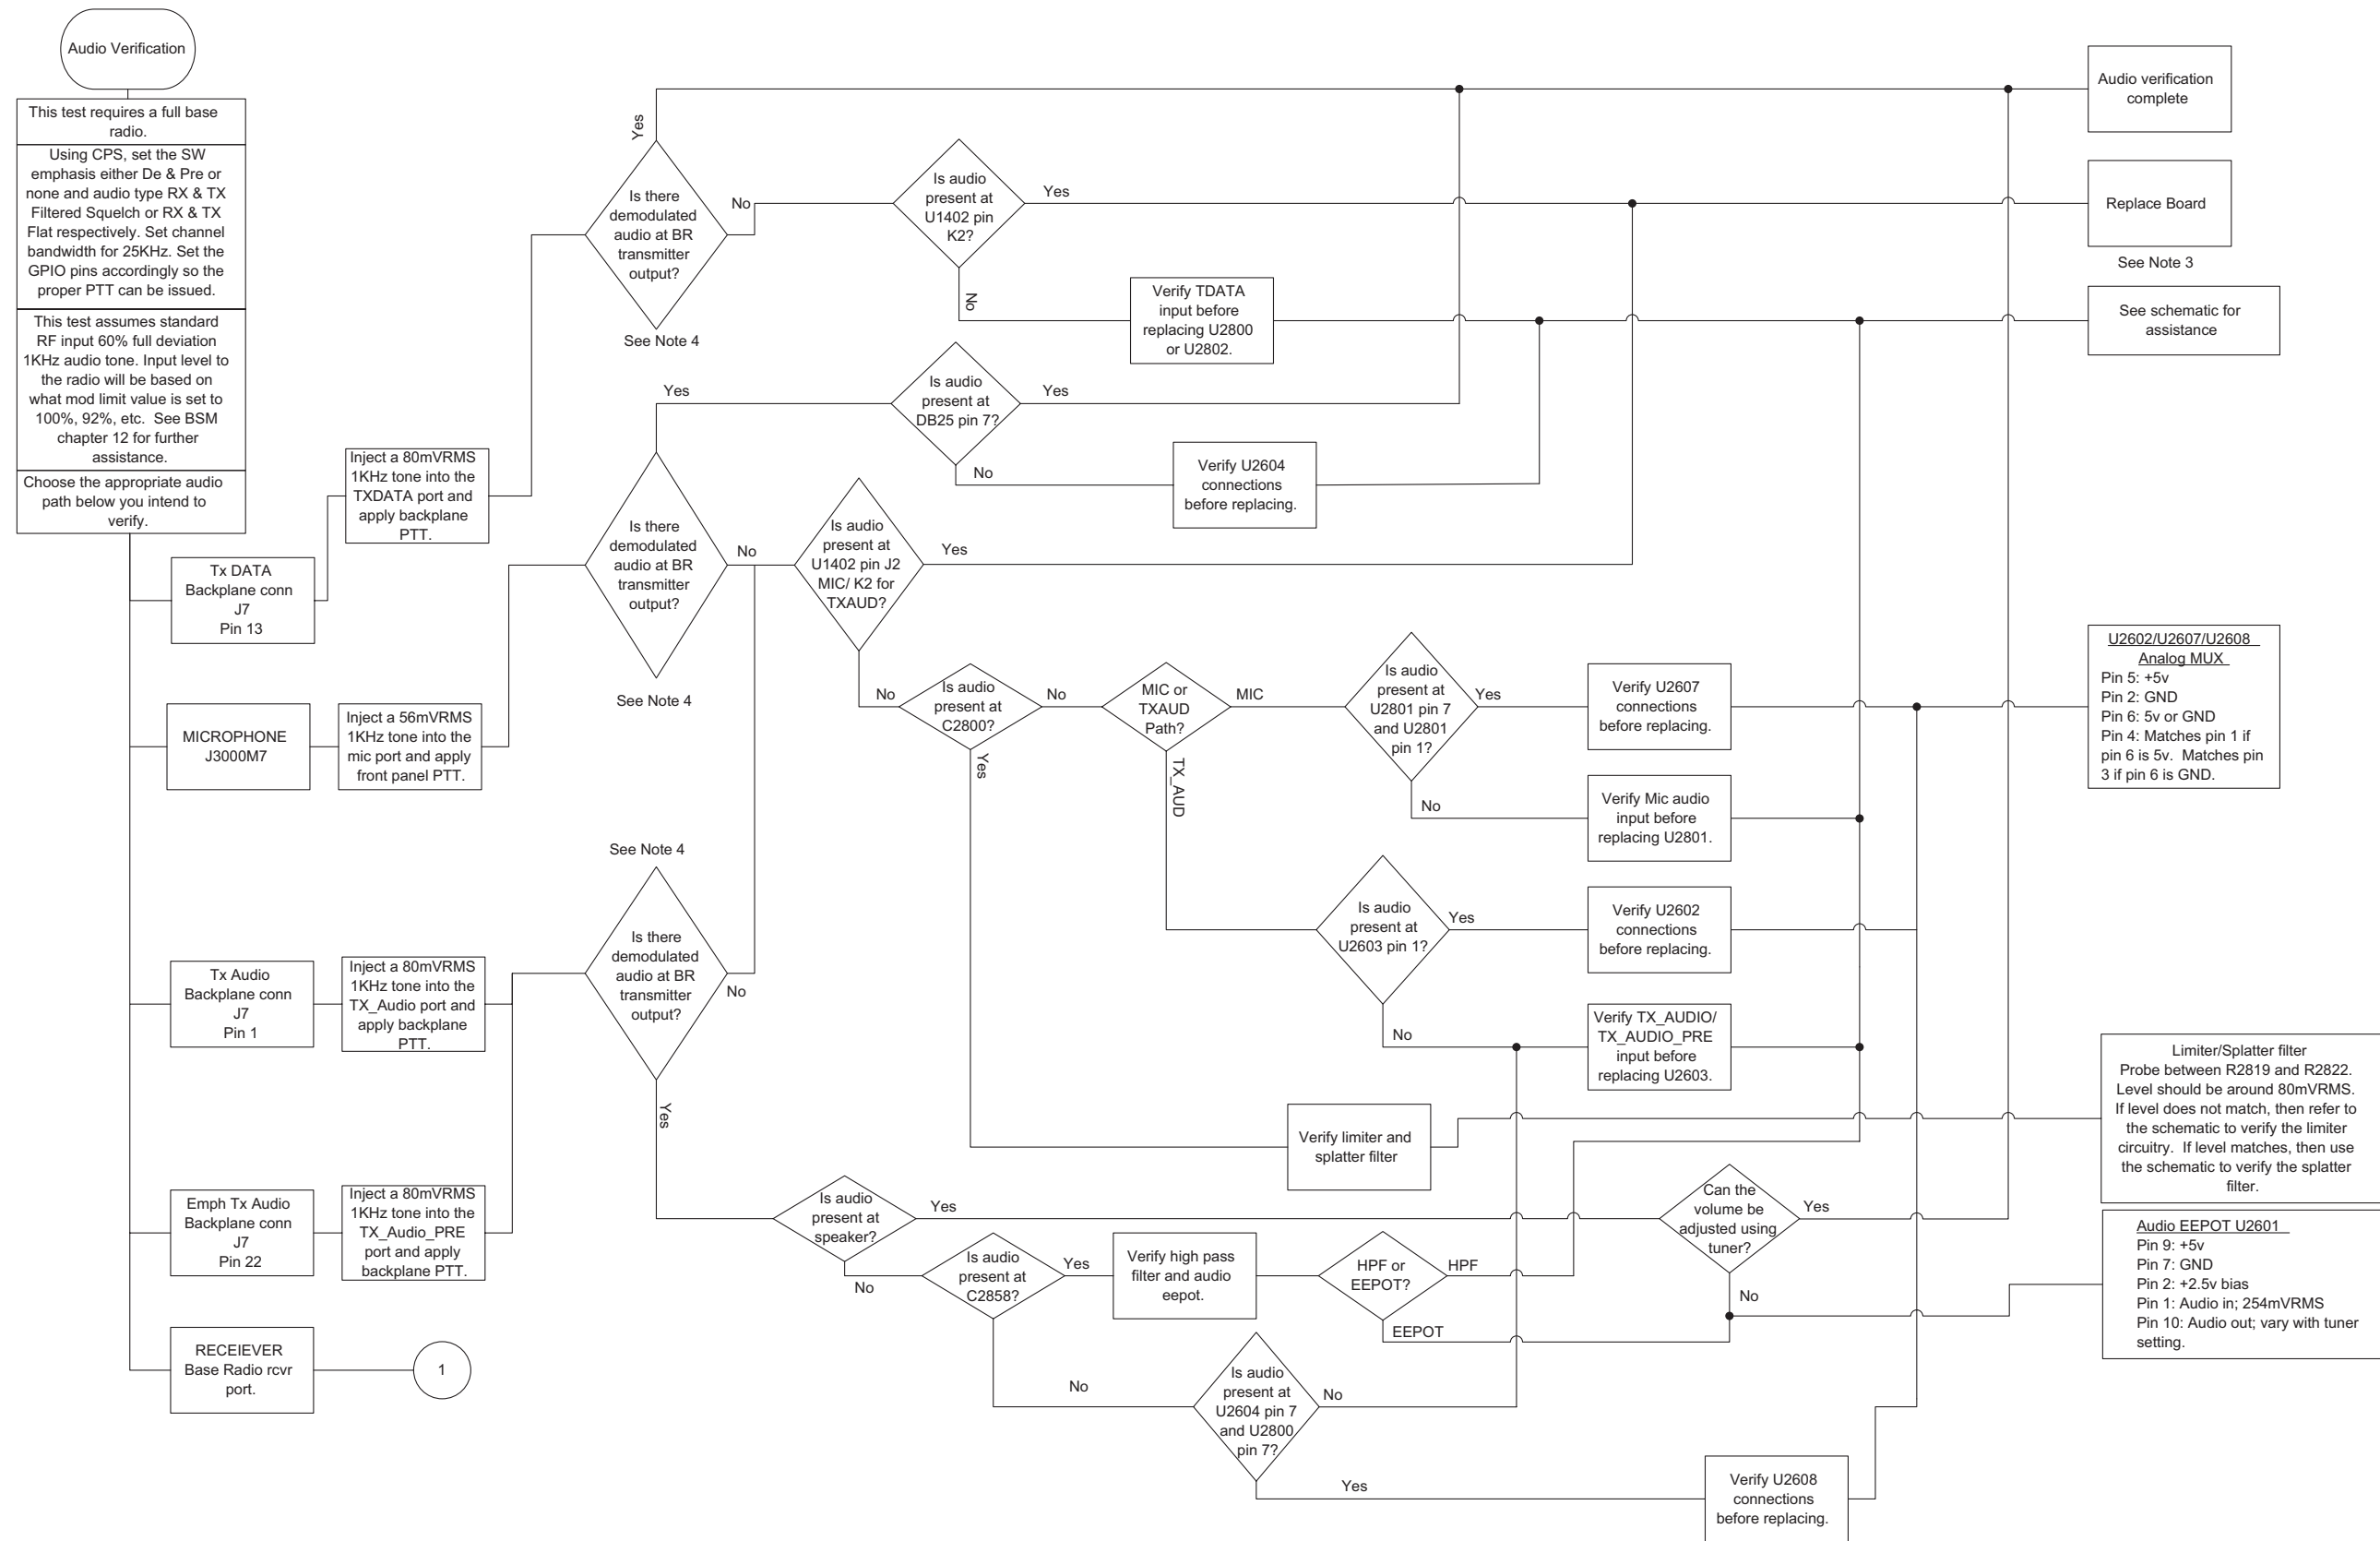 Audio Verification
This test requires a full base
radio.
Using CPS, set the SW
emphasis either De & Pre or
none and audio type RX & TX
Filtered Squelch or RX & TX
Flat respectively. Set channel
bandwidth for 25KHz. Set the
GPIO pins accordingly so the
proper PTT can be issued.
This test assumes standard
RF input 60% full deviation
1KHz audio tone. Input level to
the radio will be based on
what mod limit value is set to
100%, 92%, etc.  See BSM
chapter 12 for further
assistance.
Choose the appropriate audio
path below you intend to
verify.
Tx DATA
Backplane conn
J7
Pin 13
Inject a 80mVRMS
1KHz tone into the
TXDATA port and
apply backplane
PTT.
MICROPHONE
J3000M7
Inject a 56mVRMS
1KHz tone into the
mic port and apply
front panel PTT.
Tx Audio
Backplane conn
J7
Pin 1
Inject a 80mVRMS
1KHz tone into the
TX_Audio port and
apply backplane
PTT.
Emph Tx Audio
Backplane conn
J7
Pin 22
Inject a 80mVRMS
1KHz tone into the
TX_Audio_PRE
port and apply
backplane PTT.
RECEIEVER
Base Radio rcvr
port.
1
Yes
Is there
demodulated
audio at BR
transmitter
output?
No
See Note 4
Is audio
present at
U1402 pin
K2?
Yes
No
Verify TDATA
input before
replacing U2800
or U2802.
Yes
Is audio
present at
DB25 pin 7?
Yes
No
Verify U2604
connections
before replacing.
Is there
demodulated
audio at BR
transmitter
output?
No
See Note 4
Is audio
present at
U1402 pin J2
MIC/ K2 for
TXAUD?
Yes
No
Is audio
present at
C2800?
No
Yes
MIC or
TXAUD
Path?
MIC
TX_AUD
Is audio
present at
U2801 pin 7
and U2801
pin 1?
Yes
No
Verify U2607
connections
before replacing.
Verify Mic audio
input before
replacing U2801.
Is audio
present at
U2603 pin 1?
Yes
No
Verify U2602
connections
before replacing.
Verify TX_AUDIO/
TX_AUDIO_PRE
input before
replacing U2603.
Verify limiter and
splatter filter
See Note 4
Is there
demodulated
audio at BR
transmitter
output?
No
Yes
Is audio
present at
speaker?
Yes
No
Is audio
present at
C2858?
Yes
No
Verify high pass
filter and audio
eepot.
HPF or
EEPOT?
HPF
EEPOT
Can the
volume be
adjusted using
tuner?
Yes
No
Is audio
present at
U2604 pin 7
and U2800
pin 7?
No
Yes
Verify U2608
connections
before replacing.
Audio verification
complete
Replace Board
See Note 3
See schematic for
assistance
U2602/U2607/U2608
Analog MUX
Pin 5: +5v
Pin 2: GND
Pin 6: 5v or GND
Pin 4: Matches pin 1 if
pin 6 is 5v.  Matches pin
3 if pin 6 is GND.
Limiter/Splatter filter
Probe between R2819 and R2822.
Level should be around 80mVRMS.
If level does not match, then refer to
the schematic to verify the limiter
circuitry.  If level matches, then use
the schematic to verify the splatter
filter.
Audio EEPOT U2601
Pin 9: +5v
Pin 7: GND
Pin 2: +2.5v bias
Pin 1: Audio in; 254mVRMS
Pin 10: Audio out; vary with tuner
setting.